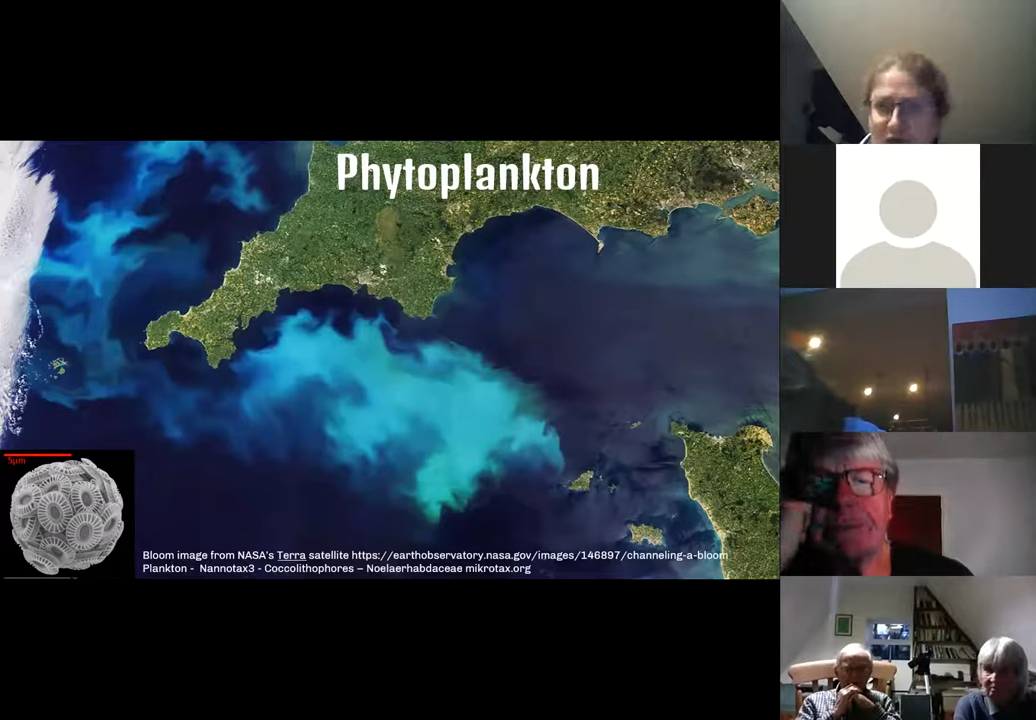 Phytoplankton
5μm
Bloom image from NASA's Terra satellite https://earthobservatory.nasa.gov/images/146897/channeling-a-bloom
Plankton - Nannotax3 - Coccolithophores – Noelaerhabdaceae mikrotax.org